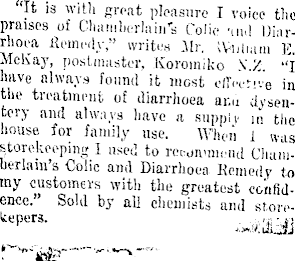 "It is with great pleasure I voice the
praises of Chamberlain's Colic and Diar-
rhoea Remedy," writes Mr. William E.
McKay, postmaster, Koromiko N.Z. "I
have always found it most effective in
the treatment of diarrhoea and dysen-
tery and always have a supply in the
house for family use. When I was
storekeeping I used to recommend Cham-
berlain's Colic and Diarrhoea Remedy to
my customers with the greatest confid-
ence." Sold by all chemists and store-
keepers.